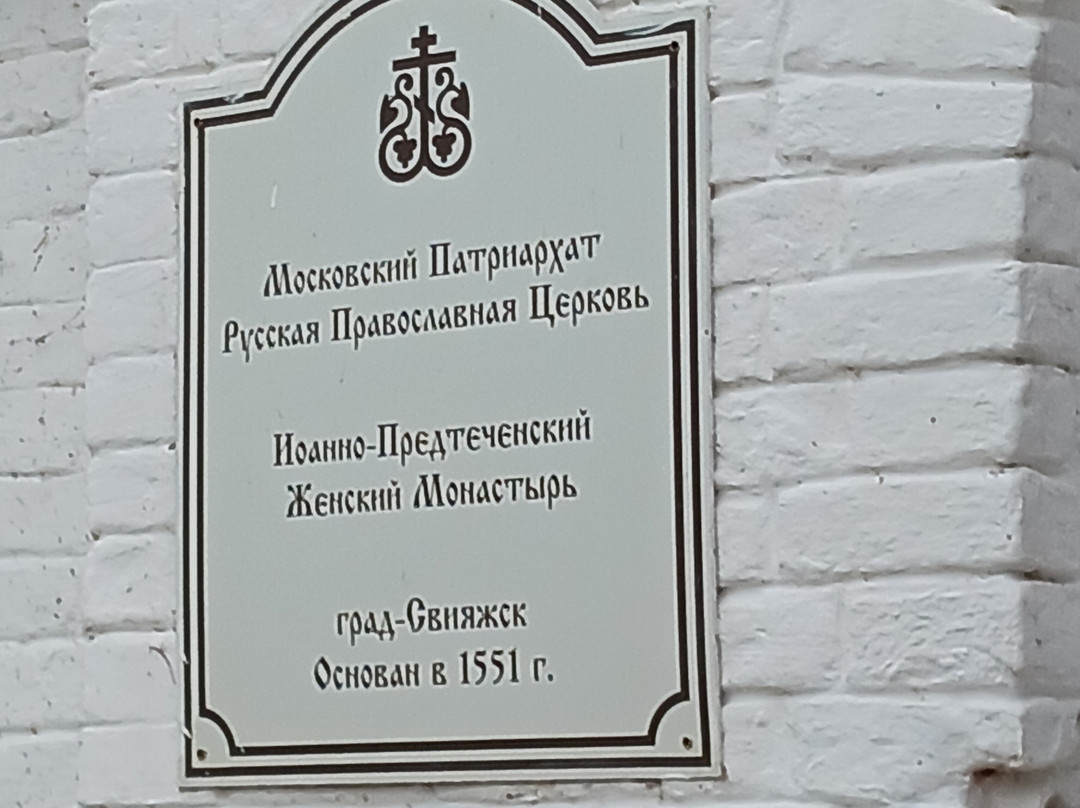 Московский Патриархат
Русская Православная Церковь
Иоанно-Предтеченский
Женский Монастырь
град-Свияжск
Основан в 1551 г.